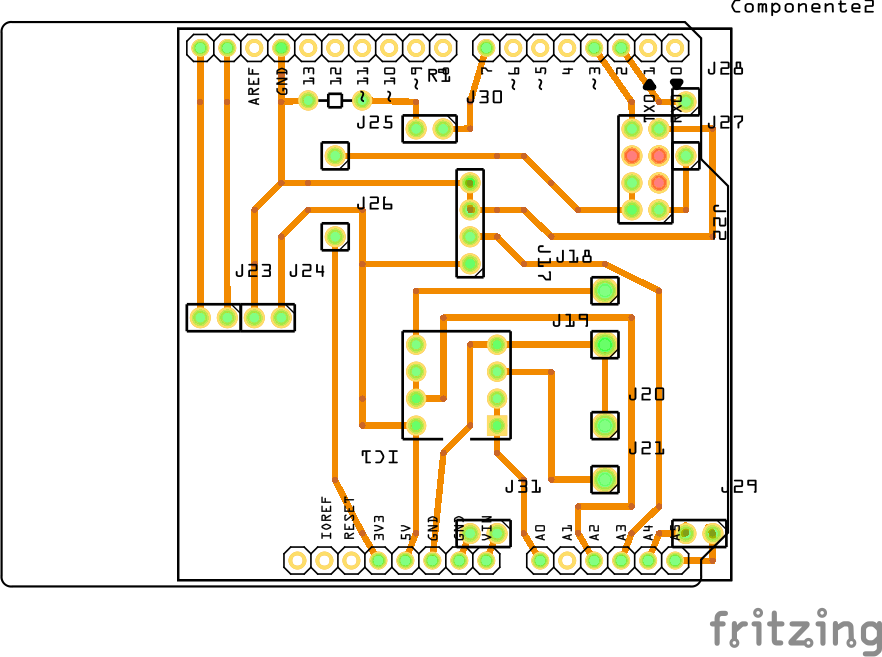 Componente2
AREF
GND
13
12
~11
~10
~9
8
R1
7
~6
~5
4
~3
2
1
0
TX0
RX0
J28
J30
J25
J27
J26
J22
J17
J18
J23
J24
J19
J20
J21
IC1
J31
J29
IOREF
RESET
3V3
5V
GND
GND
VIN
A0
A1
A2
A3
A4
A5
fritzing